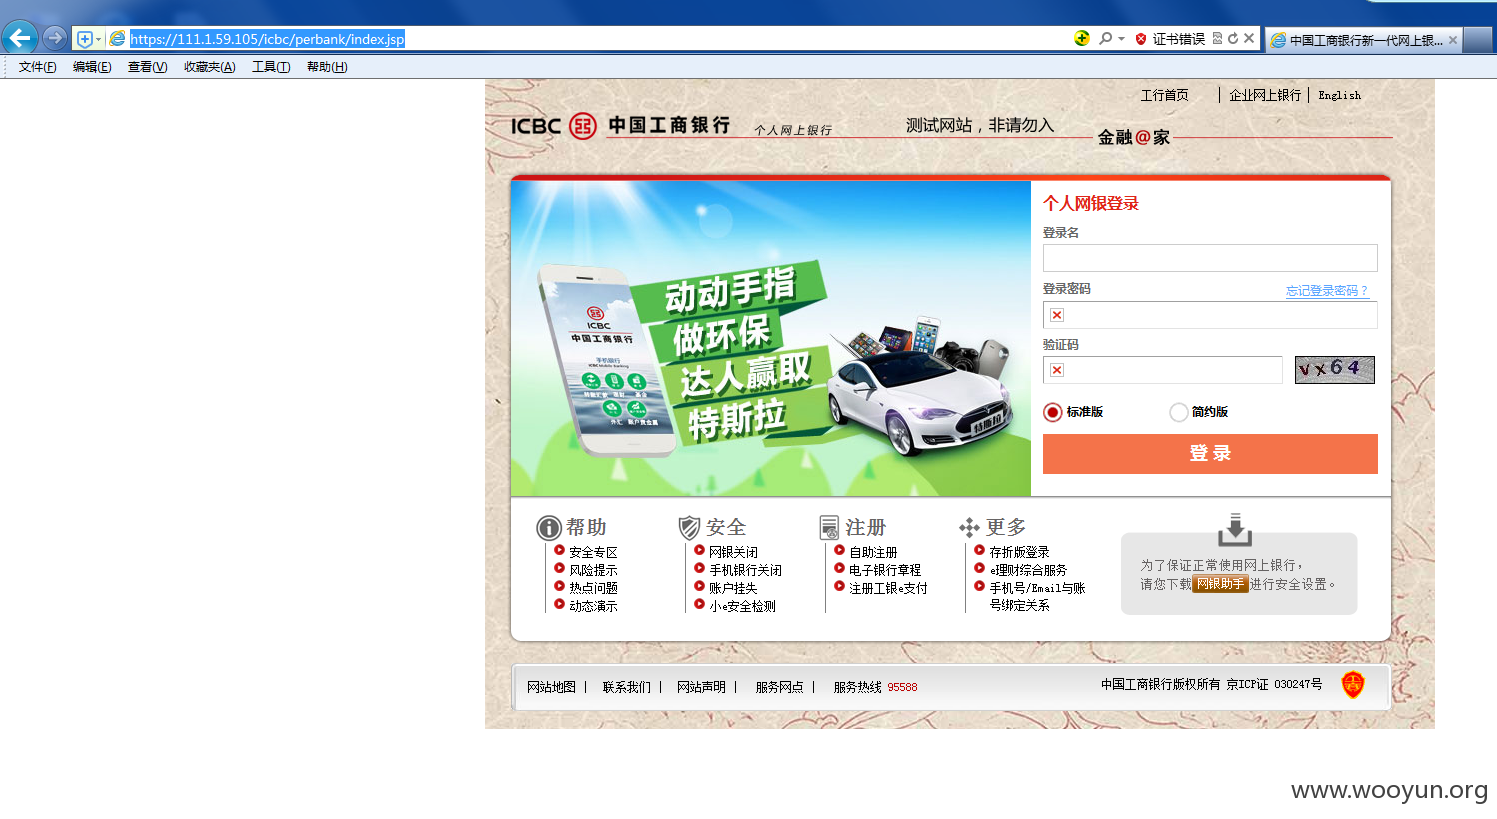 https://111.1.59.105/icbc/perbank/index.jsp
证书错误
中国工商银行新一代网上银...
文件(F) 编辑(E) 查看(V) 收藏夹(A) 工具(T) 帮助(H)
工行首页 | 企业网上银行 | English
ICBC 中国工商银行 个人网上银行 测试网站，非请勿入 金融@家
个人网银登录
登录名
登录密码 忘记登录密码？
验证码
vx64
标准版 简约版
登录
动动手指
做环保
达人赢取
特斯拉
ICBC
中国工商银行
手机银行
ICBC Mobile Banking
特斯拉
帮助
安全专区
风险提示
热点问题
动态演示
安全
网银关闭
手机银行关闭
账户挂失
小e安全检测
注册
自助注册
电子银行章程
注册工银e支付
更多
存折版登录
e理财综合服务
手机号/Email与账
号绑定关系
为了保证正常使用网上银行，
请您下载网银助手进行安全设置。
网站地图 | 联系我们 | 网站声明 | 服务网点 | 服务热线 95588
中国工商银行版权所有 京ICP证 030247号
www.wooyun.org